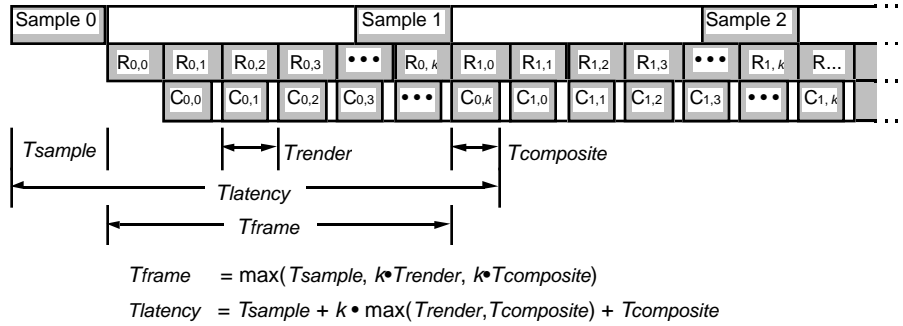 Sample 0 Sample 1 Sample 2
R0,0 R0,1 R0,2 R0,3 ••• R0, k R1,0 R1,1 R1,2 R1,3 ••• R1, k R...
C0,0 C0,1 C0,2 C0,3 ••• C0,k C1,0 C1,1 C1,2 C1,3 ••• C1, k
Tsample Trender Tcomposite
Tlatency
Tframe
Tframe = max(Tsample, k•Trender, k•Tcomposite)
Tlatency = Tsample + k • max(Trender,Tcomposite) + Tcomposite